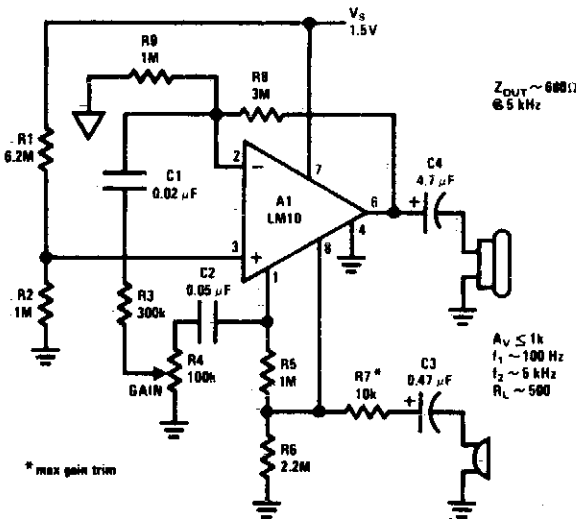 VS
1.5V
R9
1M
R8
3M
ZOUT ~ 680Ω
@ 5 kHz
R1
6.2M
C1
0.02 µF
2
−
7
A1
LM10
6
C4
4.7 µF
+
4
3
+
8
1
C2
0.05 µF
R2
1M
R3
300k
R4
100k
GAIN
R5
1M
R7*
10k
C3
0.47 µF
+
AV ≤ 1k
f1 ~ 100 Hz
f2 ~ 5 kHz
RL ~ 500
R6
2.2M
* max gain trim